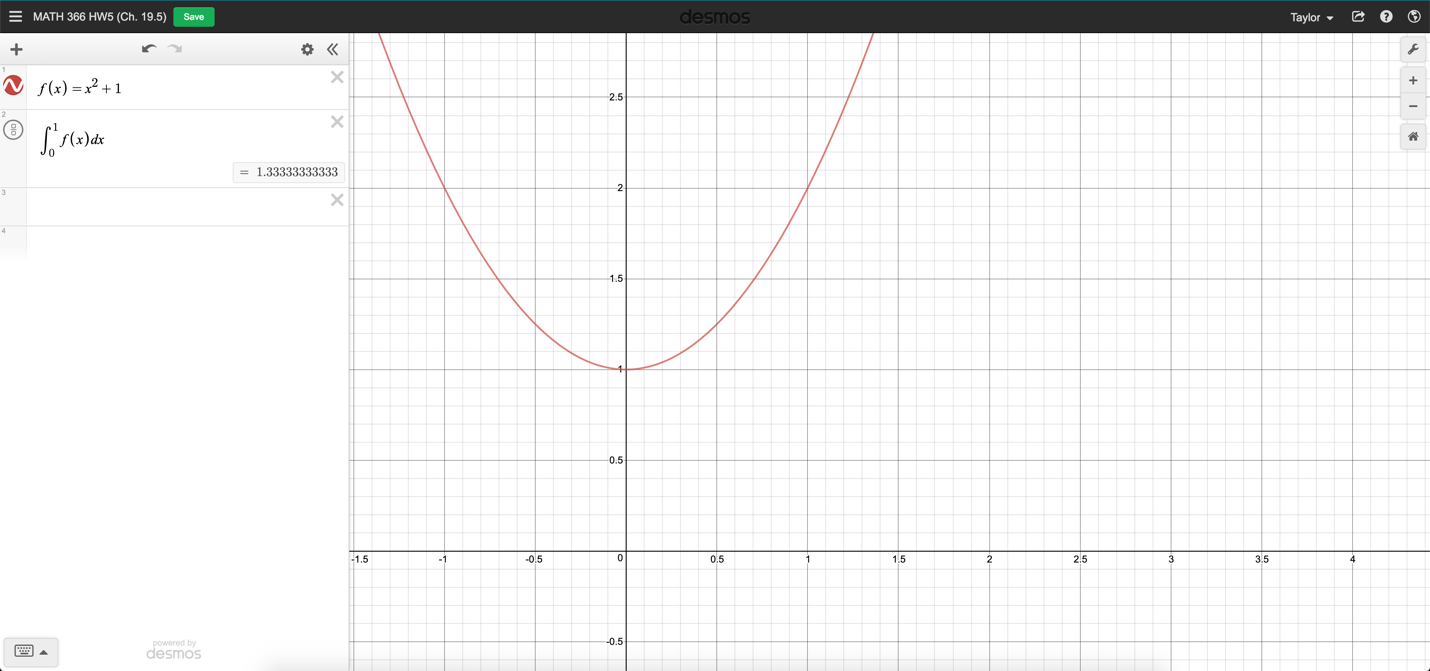 MATH 366 HW5 (Ch. 19.5) Save desmos Taylor
1
f(x) = x² + 1
2
∫₀¹ f(x)dx
= 1.33333333333
3
4
powered by
desmos
2.5
2
1.5
1
0.5
-1.5 -1 -0.5 0 0.5 1 1.5 2 2.5 3 3.5 4
-0.5